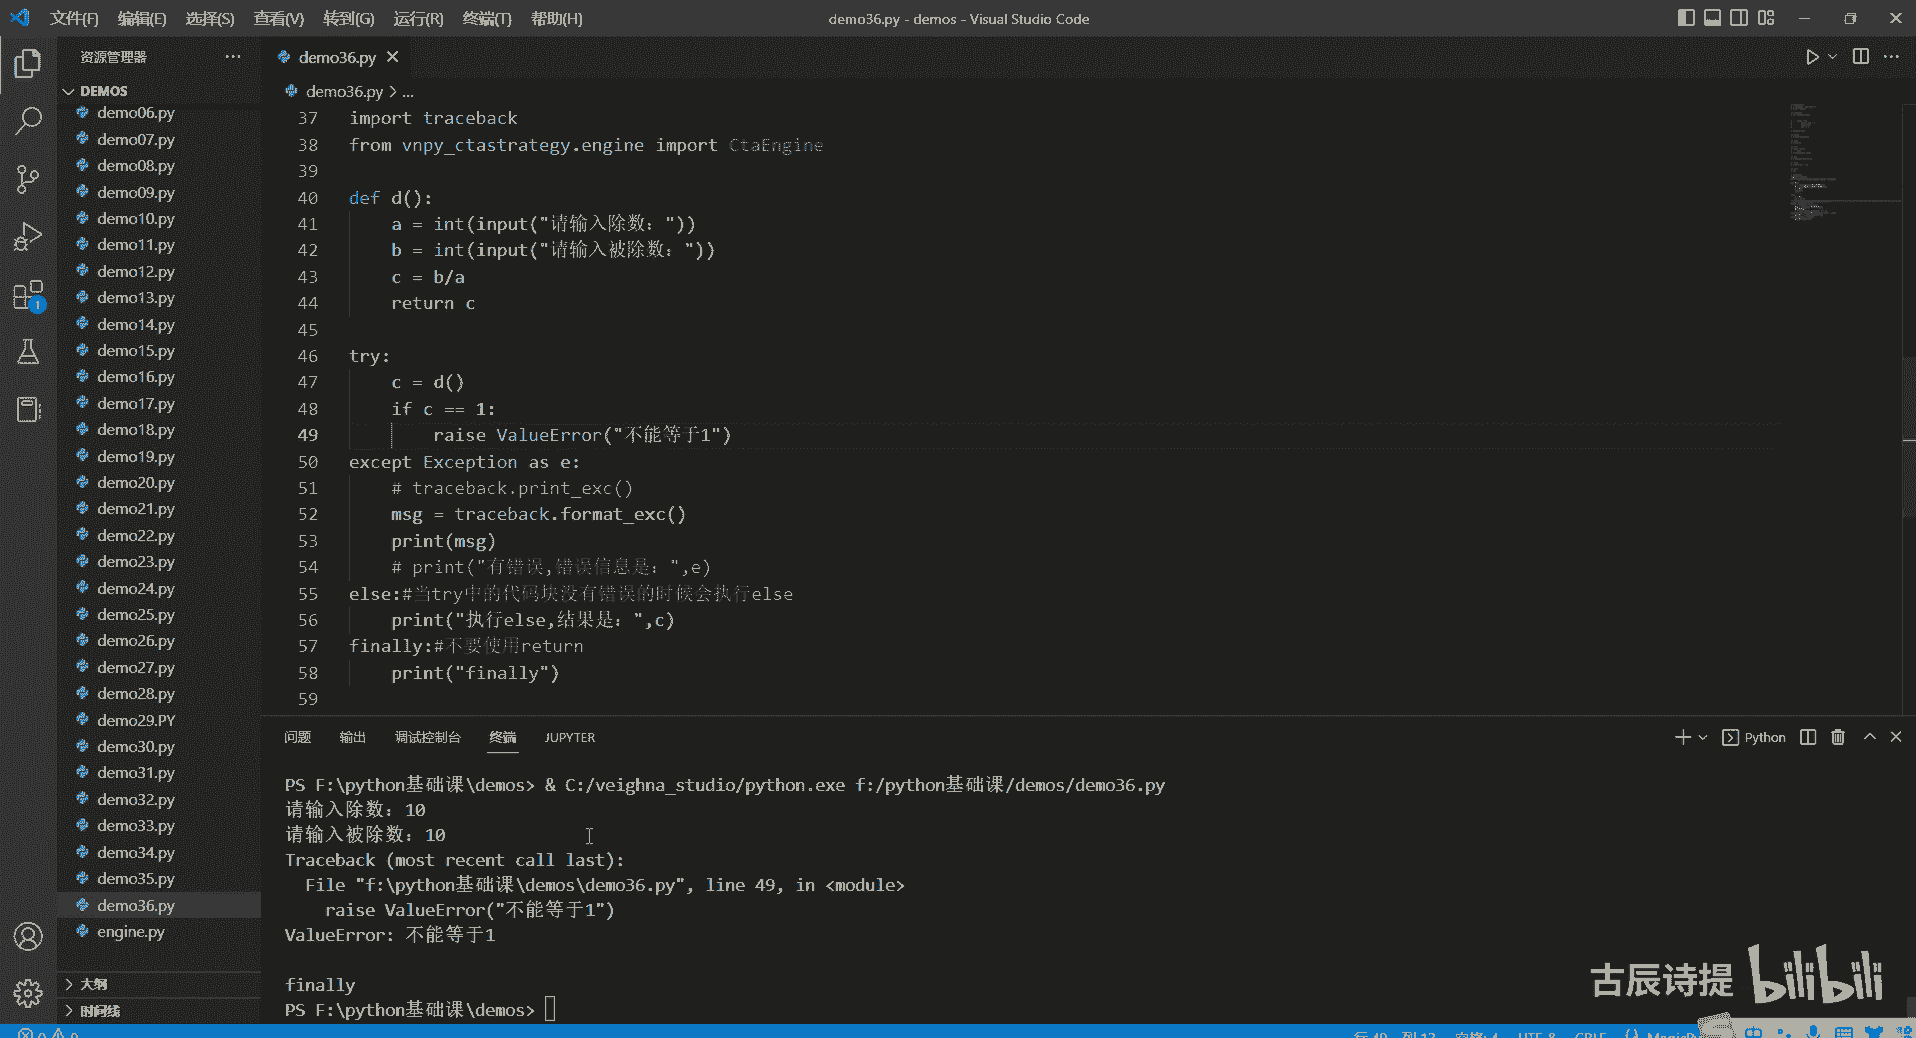 文件(F) 编辑(E) 选择(S) 查看(V) 转到(G) 运行(R) 终端(T) 帮助(H)
demo36.py - demos - Visual Studio Code
资源管理器
demo36.py
DEMOS
demo36.py > ...
demo06.py
demo07.py
demo08.py
demo09.py
demo10.py
demo11.py
demo12.py
demo13.py
demo14.py
demo15.py
demo16.py
demo17.py
demo18.py
demo19.py
demo20.py
demo21.py
demo22.py
demo23.py
demo24.py
demo25.py
demo26.py
demo27.py
demo28.py
demo29.PY
demo30.py
demo31.py
demo32.py
demo33.py
demo34.py
demo35.py
demo36.py
engine.py
大纲
时间线
1
37 import traceback
38 from vnpy_ctastrategy.engine import CtaEngine
39
40 def d():
41 a = int(input("请输入除数："))
42 b = int(input("请输入被除数："))
43 c = b/a
44 return c
45
46 try:
47 c = d()
48 if c == 1:
49 raise ValueError("不能等于1")
50 except Exception as e:
51 # traceback.print_exc()
52 msg = traceback.format_exc()
53 print(msg)
54 # print("有错误,错误信息是：",e)
55 else:#当try中的代码块没有错误的时候会执行else
56 print("执行else,结果是：",c)
57 finally:#不要使用return
58 print("finally")
59
问题 输出 调试控制台 终端 JUPYTER
Python
PS F:\python基础课\demos> & C:/veighna_studio/python.exe f:/python基础课/demos/demo36.py
请输入除数：10
请输入被除数：10
Traceback (most recent call last):
File "f:\python基础课\demos\demo36.py", line 49, in <module>
raise ValueError("不能等于1")
ValueError: 不能等于1
finally
PS F:\python基础课\demos>
古辰诗提 bilibili